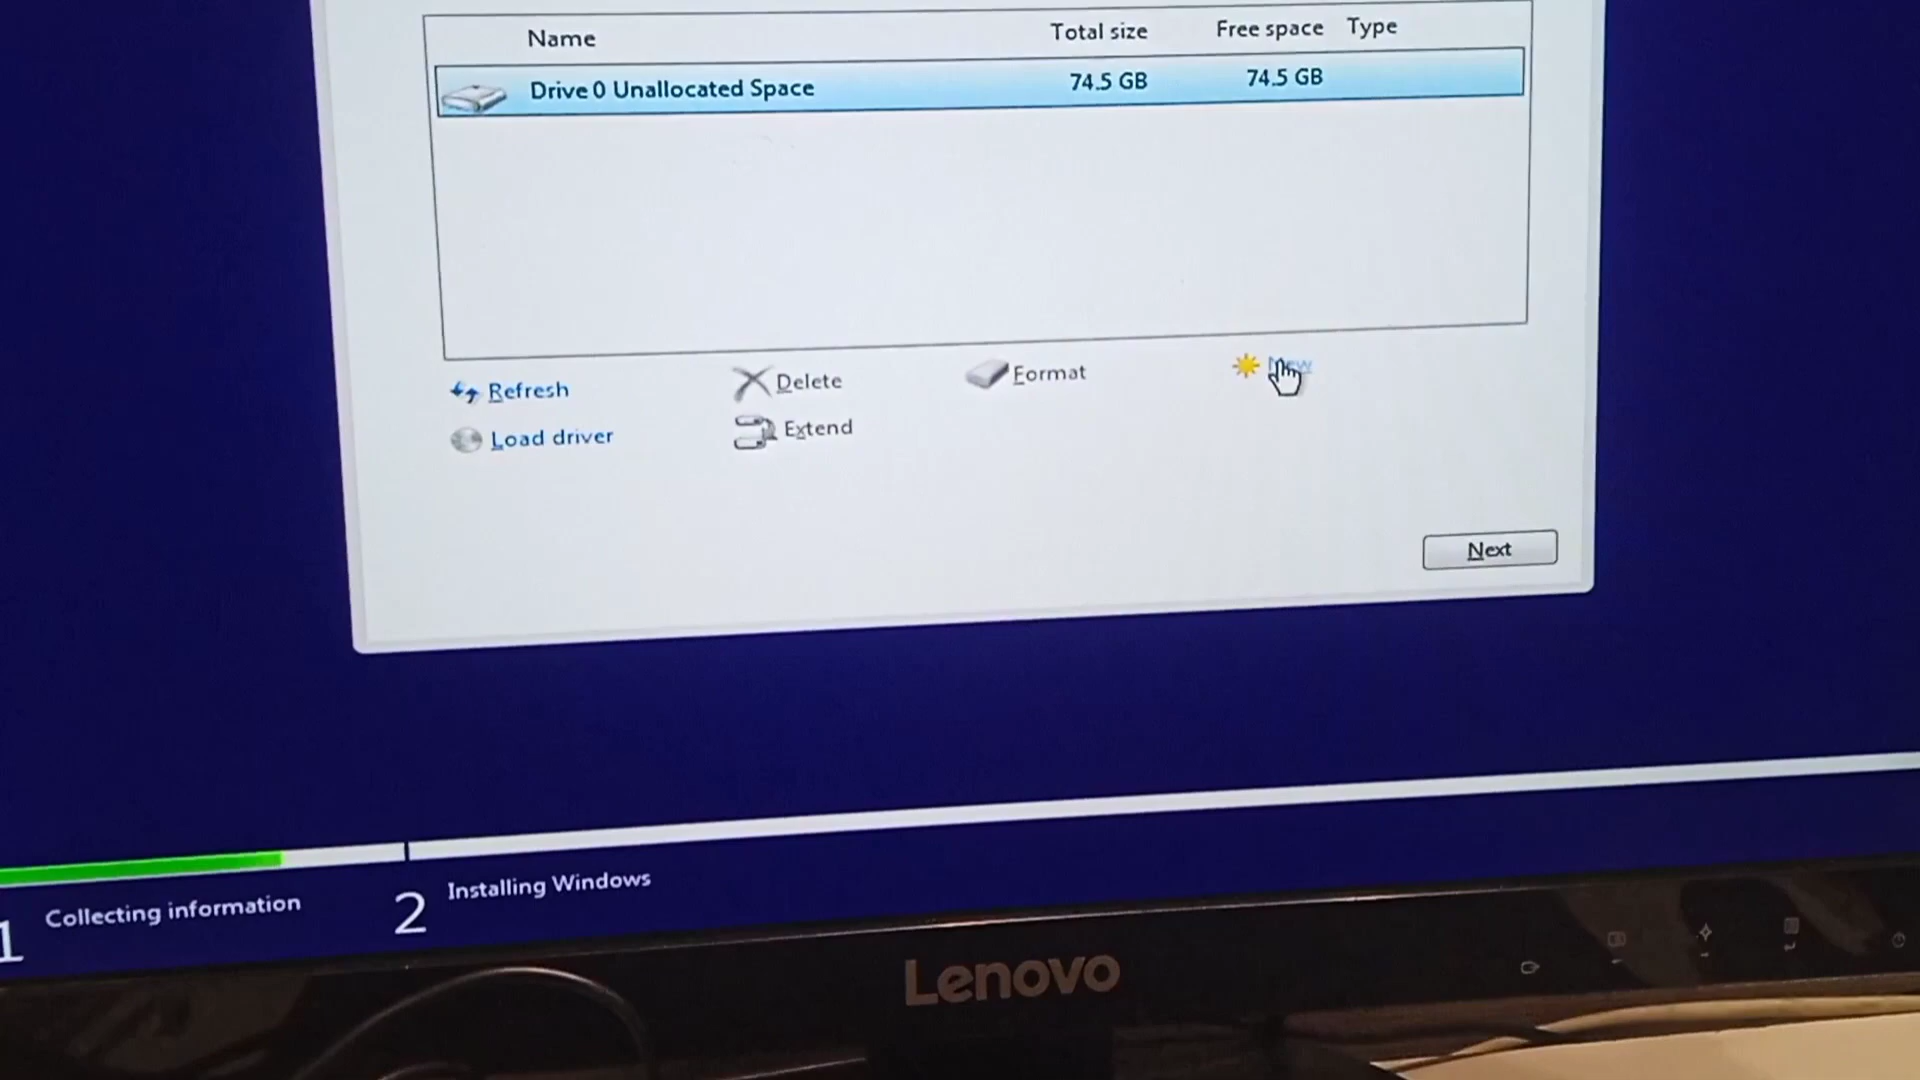 Name Total size Free space Type
Drive 0 Unallocated Space 74.5 GB 74.5 GB
Refresh Delete Format New
Load driver Extend
Next
1 Collecting information 2 Installing Windows
Lenovo